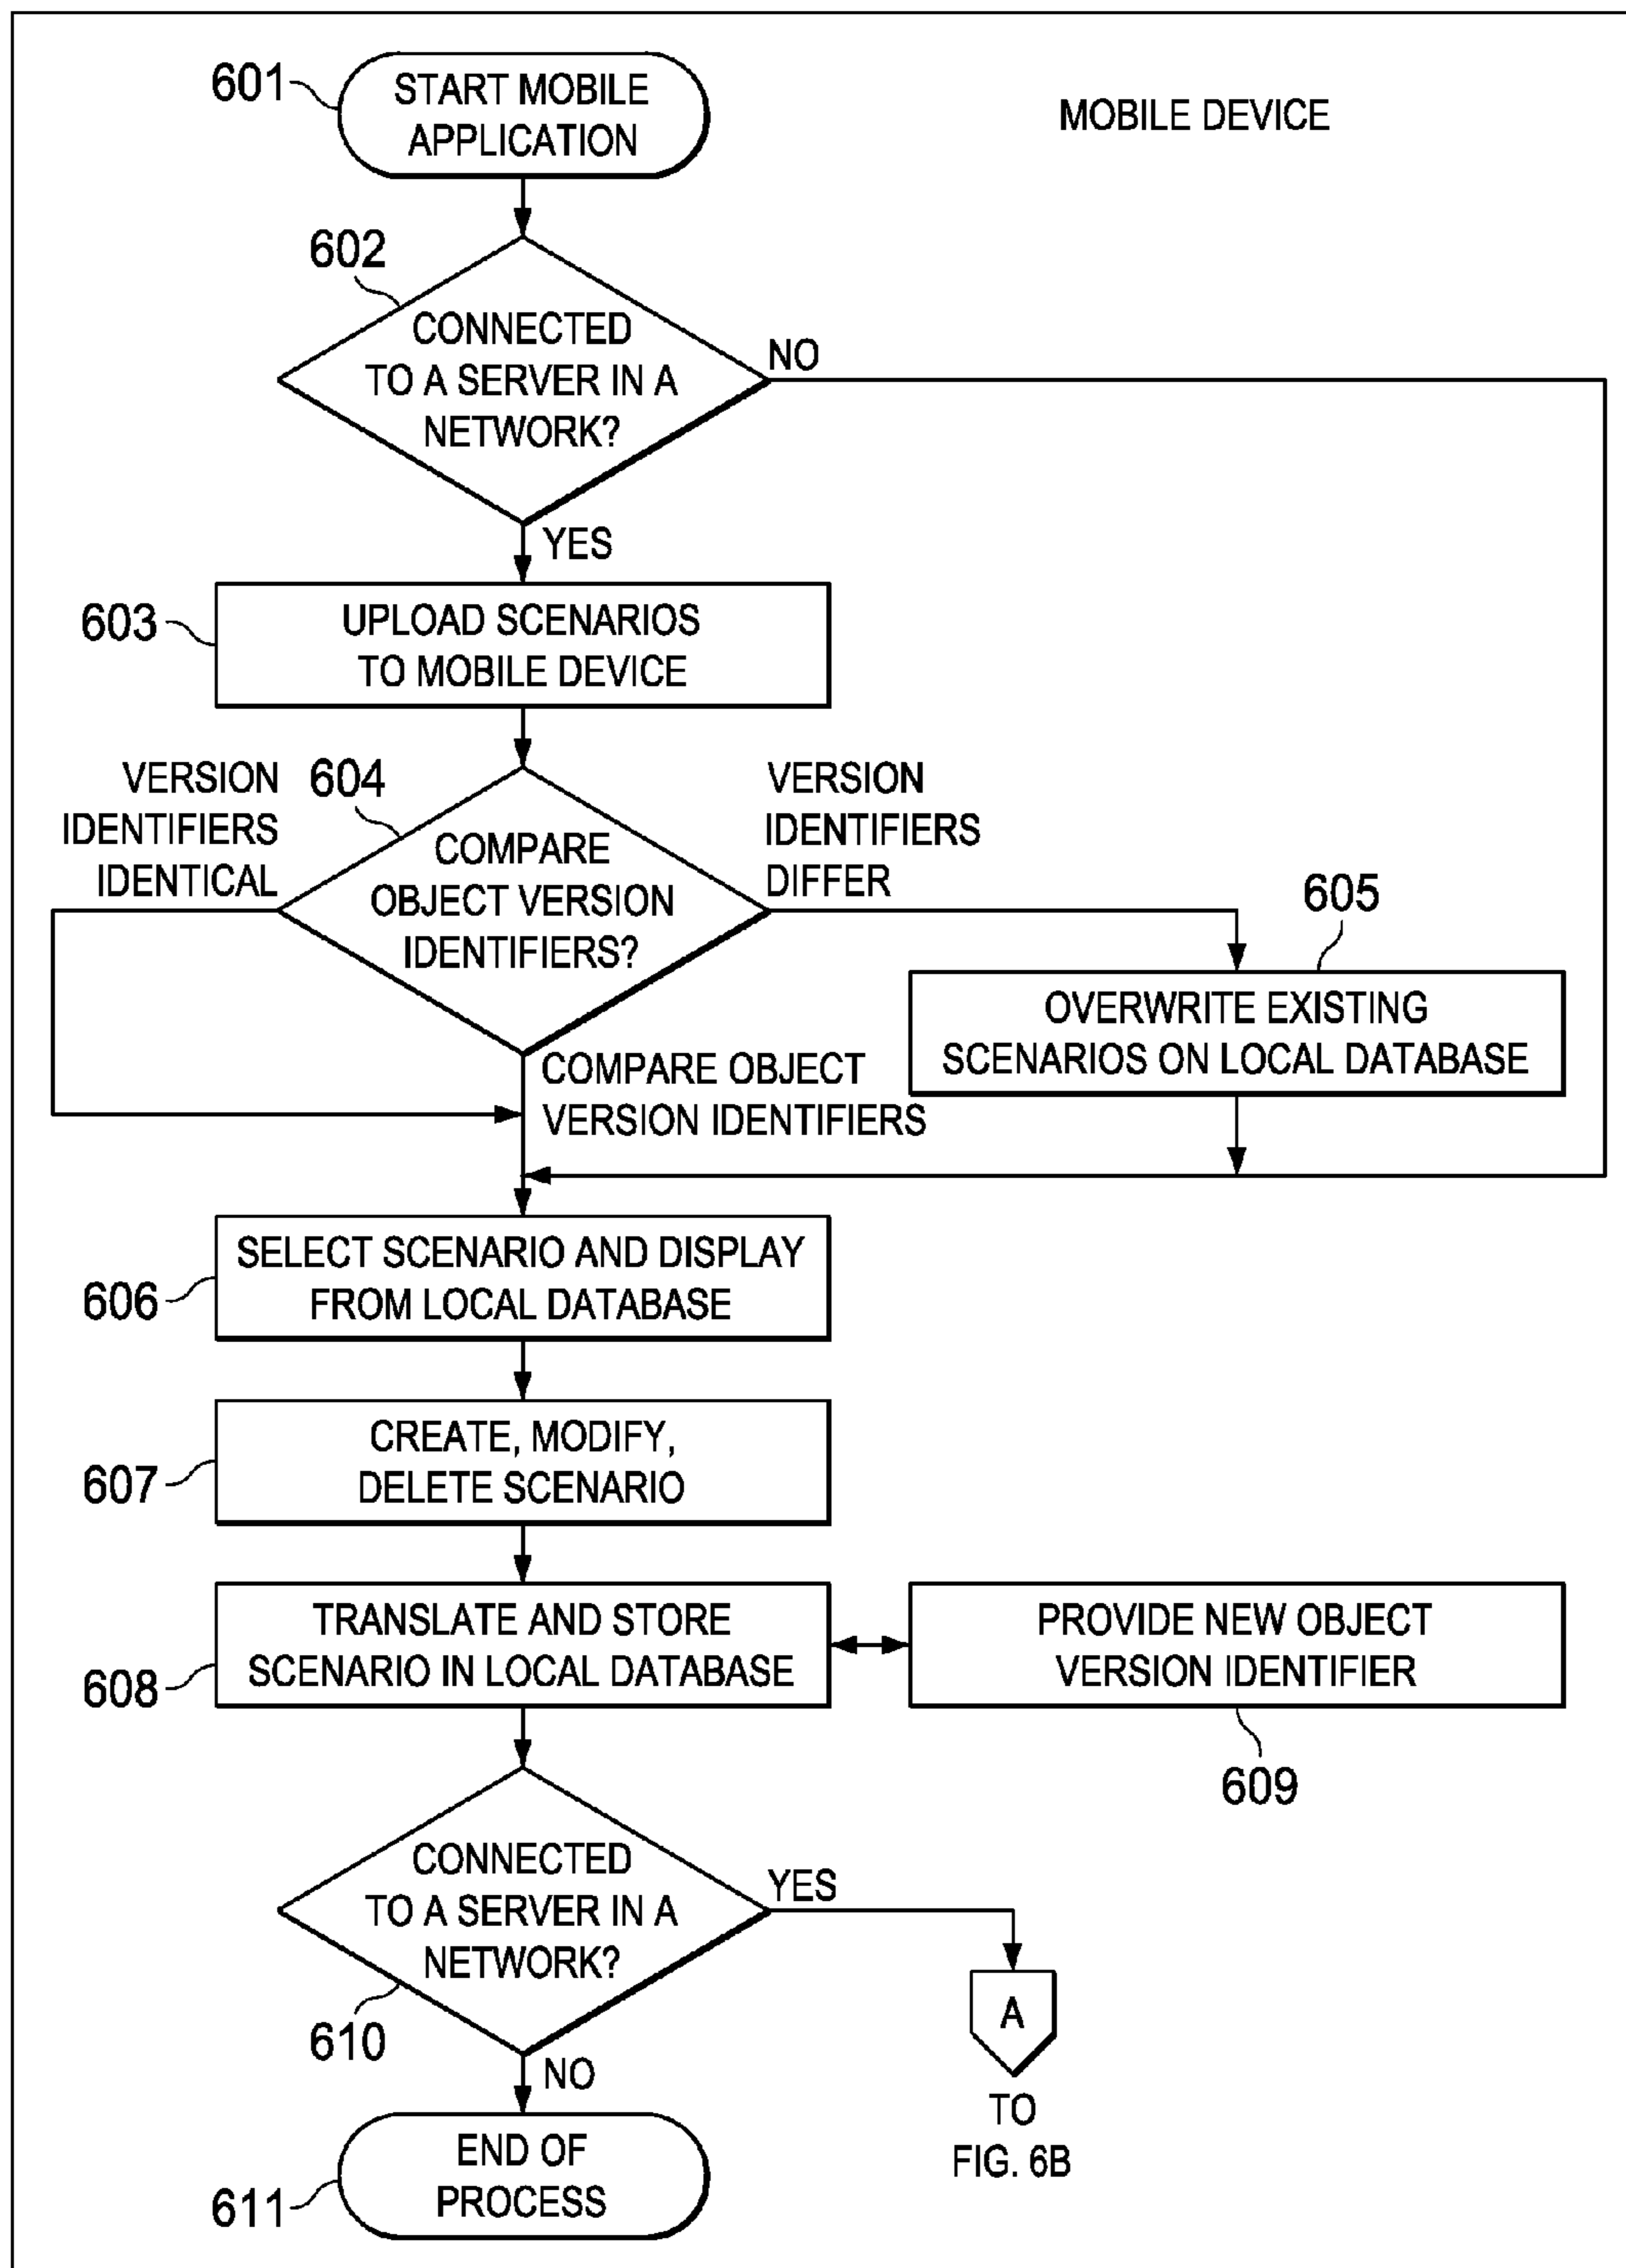 601
START MOBILE
APPLICATION
MOBILE DEVICE
602
CONNECTED
TO A SERVER IN A
NETWORK?
NO
YES
603
UPLOAD SCENARIOS
TO MOBILE DEVICE
VERSION
IDENTIFIERS
IDENTICAL
604
COMPARE
OBJECT VERSION
IDENTIFIERS?
VERSION
IDENTIFIERS
DIFFER
605
OVERWRITE EXISTING
SCENARIOS ON LOCAL DATABASE
COMPARE OBJECT
VERSION IDENTIFIERS
606
SELECT SCENARIO AND DISPLAY
FROM LOCAL DATABASE
607
CREATE, MODIFY,
DELETE SCENARIO
608
TRANSLATE AND STORE
SCENARIO IN LOCAL DATABASE
PROVIDE NEW OBJECT
VERSION IDENTIFIER
609
CONNECTED
TO A SERVER IN A
NETWORK?
YES
610
NO
A
TO
FIG. 6B
611
END OF
PROCESS